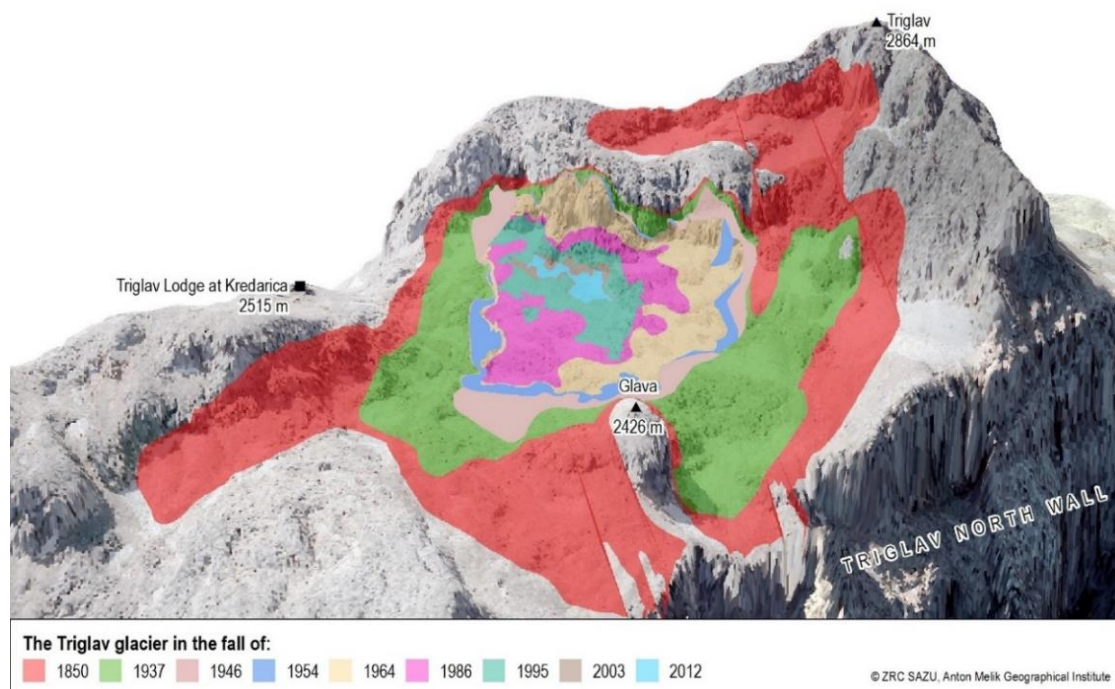 Triglav
2864 m
Triglav Lodge at Kredarica
2515 m
Glava
2426 m
TRIGLAV NORTH WALL
The Triglav glacier in the fall of:
1850 1937 1946 1954 1964 1986 1995 2003 2012
© ZRC SAZU, Anton Melik Geographical Institute